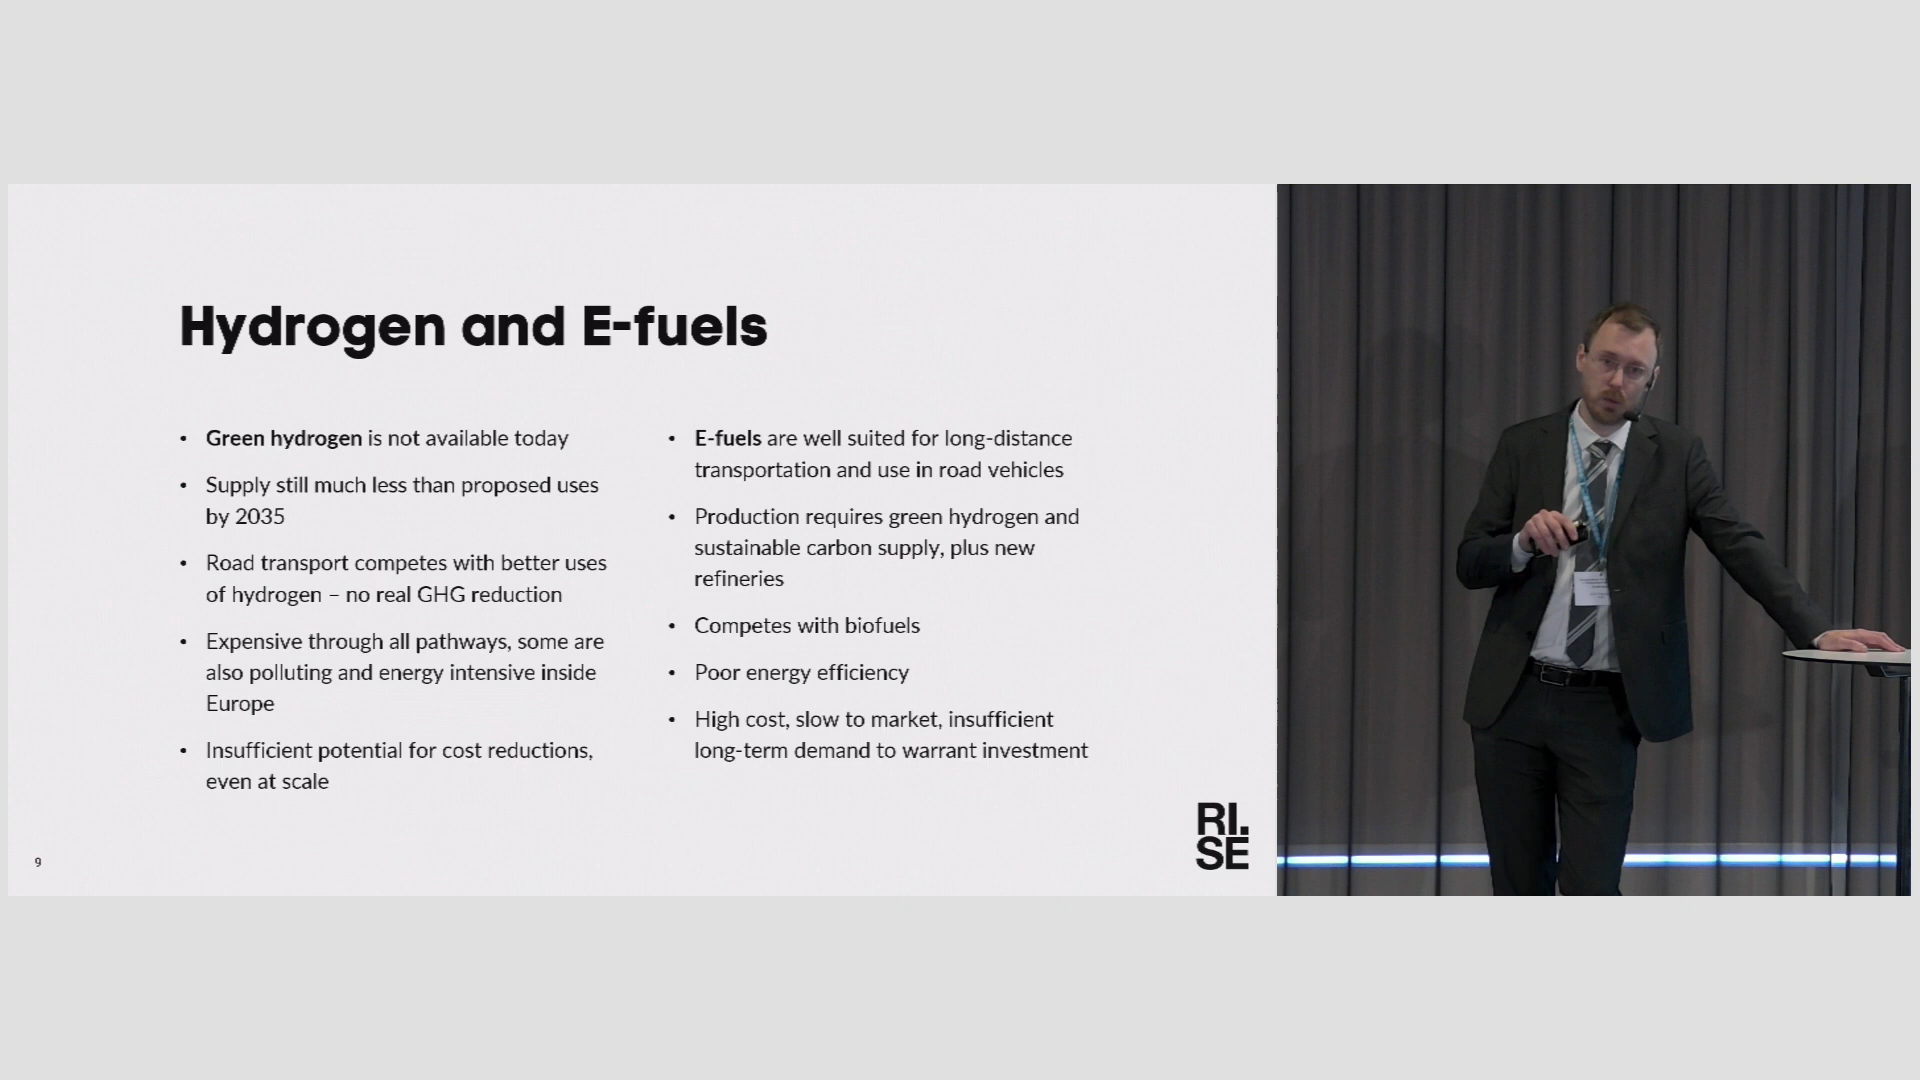 Hydrogen and E-fuels
• Green hydrogen is not available today
• Supply still much less than proposed uses
by 2035
• Road transport competes with better uses
of hydrogen – no real GHG reduction
• Expensive through all pathways, some are
also polluting and energy intensive inside
Europe
• Insufficient potential for cost reductions,
even at scale
• E-fuels are well suited for long-distance
transportation and use in road vehicles
• Production requires green hydrogen and
sustainable carbon supply, plus new
refineries
• Competes with biofuels
• Poor energy efficiency
• High cost, slow to market, insufficient
long-term demand to warrant investment
9
RI.
SE